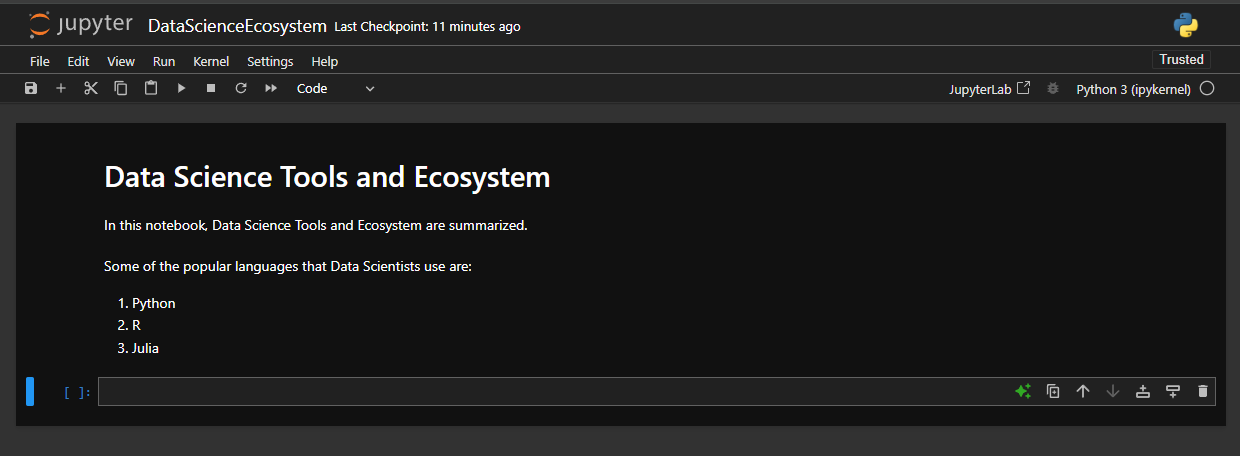 jupyter DataScienceEcosystem Last Checkpoint: 11 minutes ago
File Edit View Run Kernel Settings Help Trusted
Code JupyterLab Python 3 (ipykernel)
Data Science Tools and Ecosystem
In this notebook, Data Science Tools and Ecosystem are summarized.
Some of the popular languages that Data Scientists use are:
1. Python
2. R
3. Julia
[ ]: